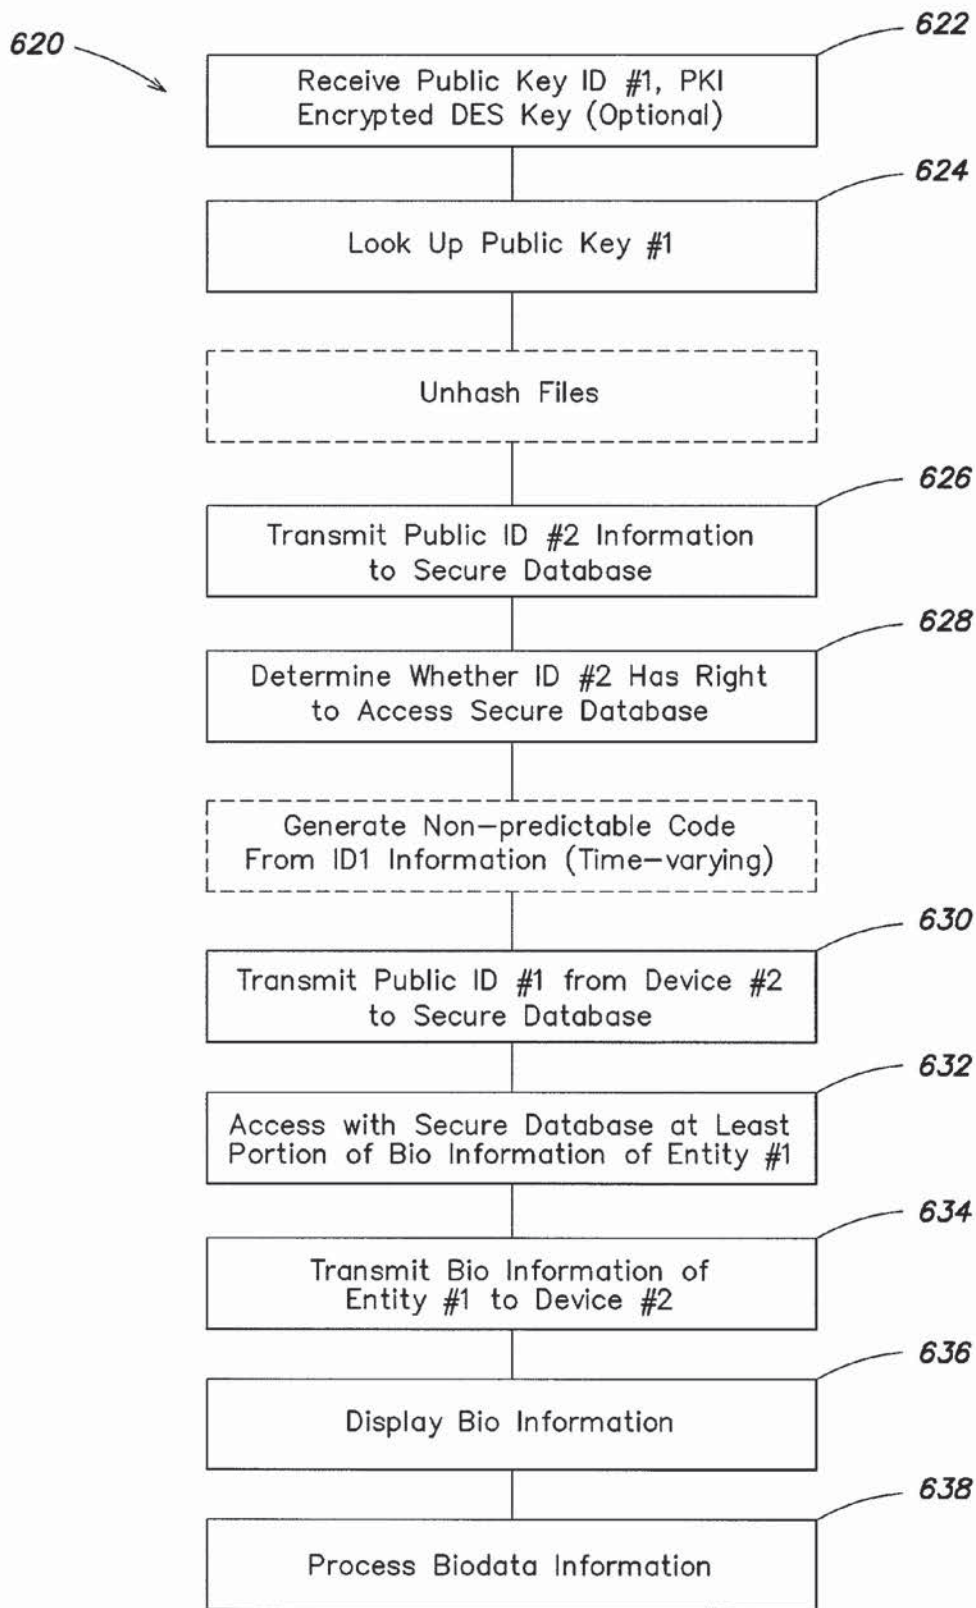 620
622
Receive Public Key ID #1, PKI
Encrypted DES Key (Optional)
624
Look Up Public Key #1
Unhash Files
626
Transmit Public ID #2 Information
to Secure Database
628
Determine Whether ID #2 Has Right
to Access Secure Database
Generate Non-predictable Code
From ID1 Information (Time-varying)
630
Transmit Public ID #1 from Device #2
to Secure Database
632
Access with Secure Database at Least
Portion of Bio Information of Entity #1
634
Transmit Bio Information of
Entity #1 to Device #2
636
Display Bio Information
638
Process Biodata Information